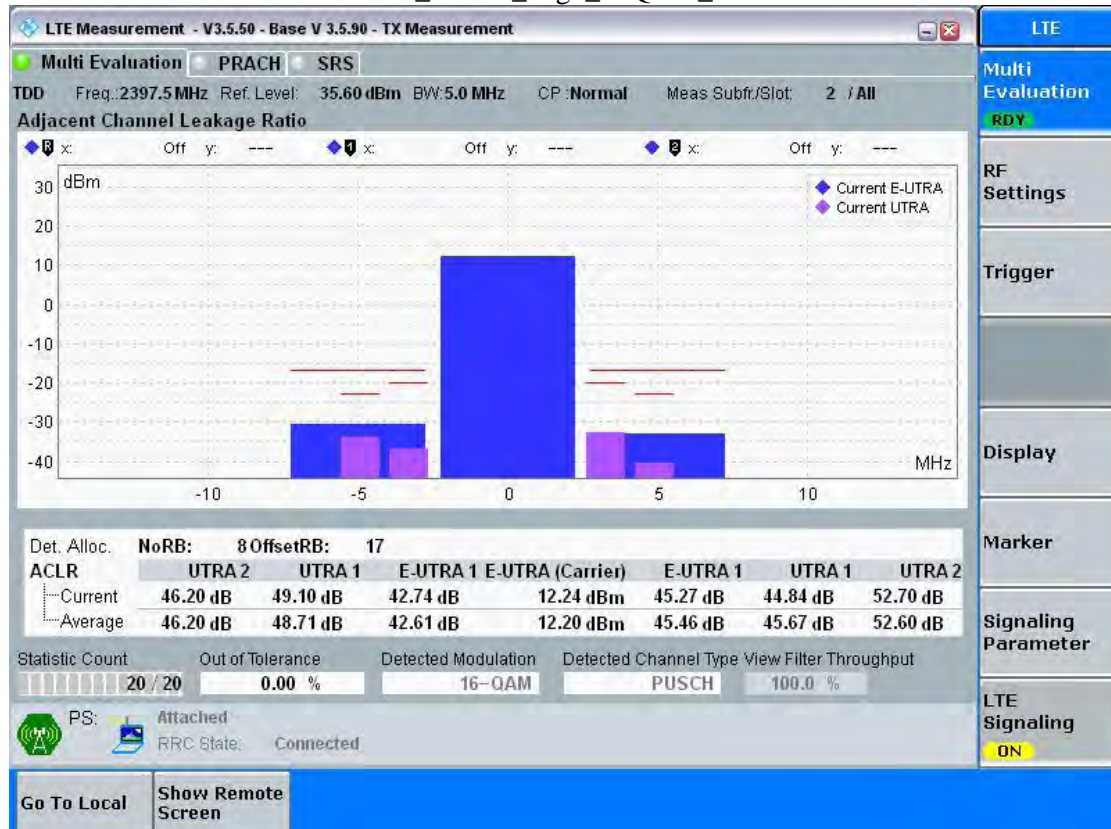 LTE Measurement - V3.5.50 - Base V 3.5.90 - TX Measurement
LTE
Multi Evaluation PRACH SRS
Multi Evaluation
RDY
TDD Freq.:2397.5 MHz Ref. Level: 35.60 dBm BW:5.0 MHz CP :Normal Meas Subfr./Slot: 2 / All
Adjacent Channel Leakage Ratio
R x: Off y: --- 1 x: Off y: --- 2 x: Off y: ---
dBm
Current E-UTRA
Current UTRA
30
20
10
0
-10
-20
-30
-40
MHz
-10 -5 0 5 10
RF Settings
Trigger
Display
Marker
Signaling Parameter
LTE Signaling
ON
Det. Alloc. NoRB: 8 OffsetRB: 17
ACLR UTRA 2 UTRA 1 E-UTRA 1 E-UTRA (Carrier) E-UTRA 1 UTRA 1 UTRA 2
Current 46.20 dB 49.10 dB 42.74 dB 12.24 dBm 45.27 dB 44.84 dB 52.70 dB
Average 46.20 dB 48.71 dB 42.61 dB 12.20 dBm 45.46 dB 45.67 dB 52.60 dB
Statistic Count Out of Tolerance Detected Modulation Detected Channel Type View Filter Throughput
20 / 20 0.00 % 16-QAM PUSCH 100.0 %
PS: Attached
RRC State: Connected
Go To Local
Show Remote Screen